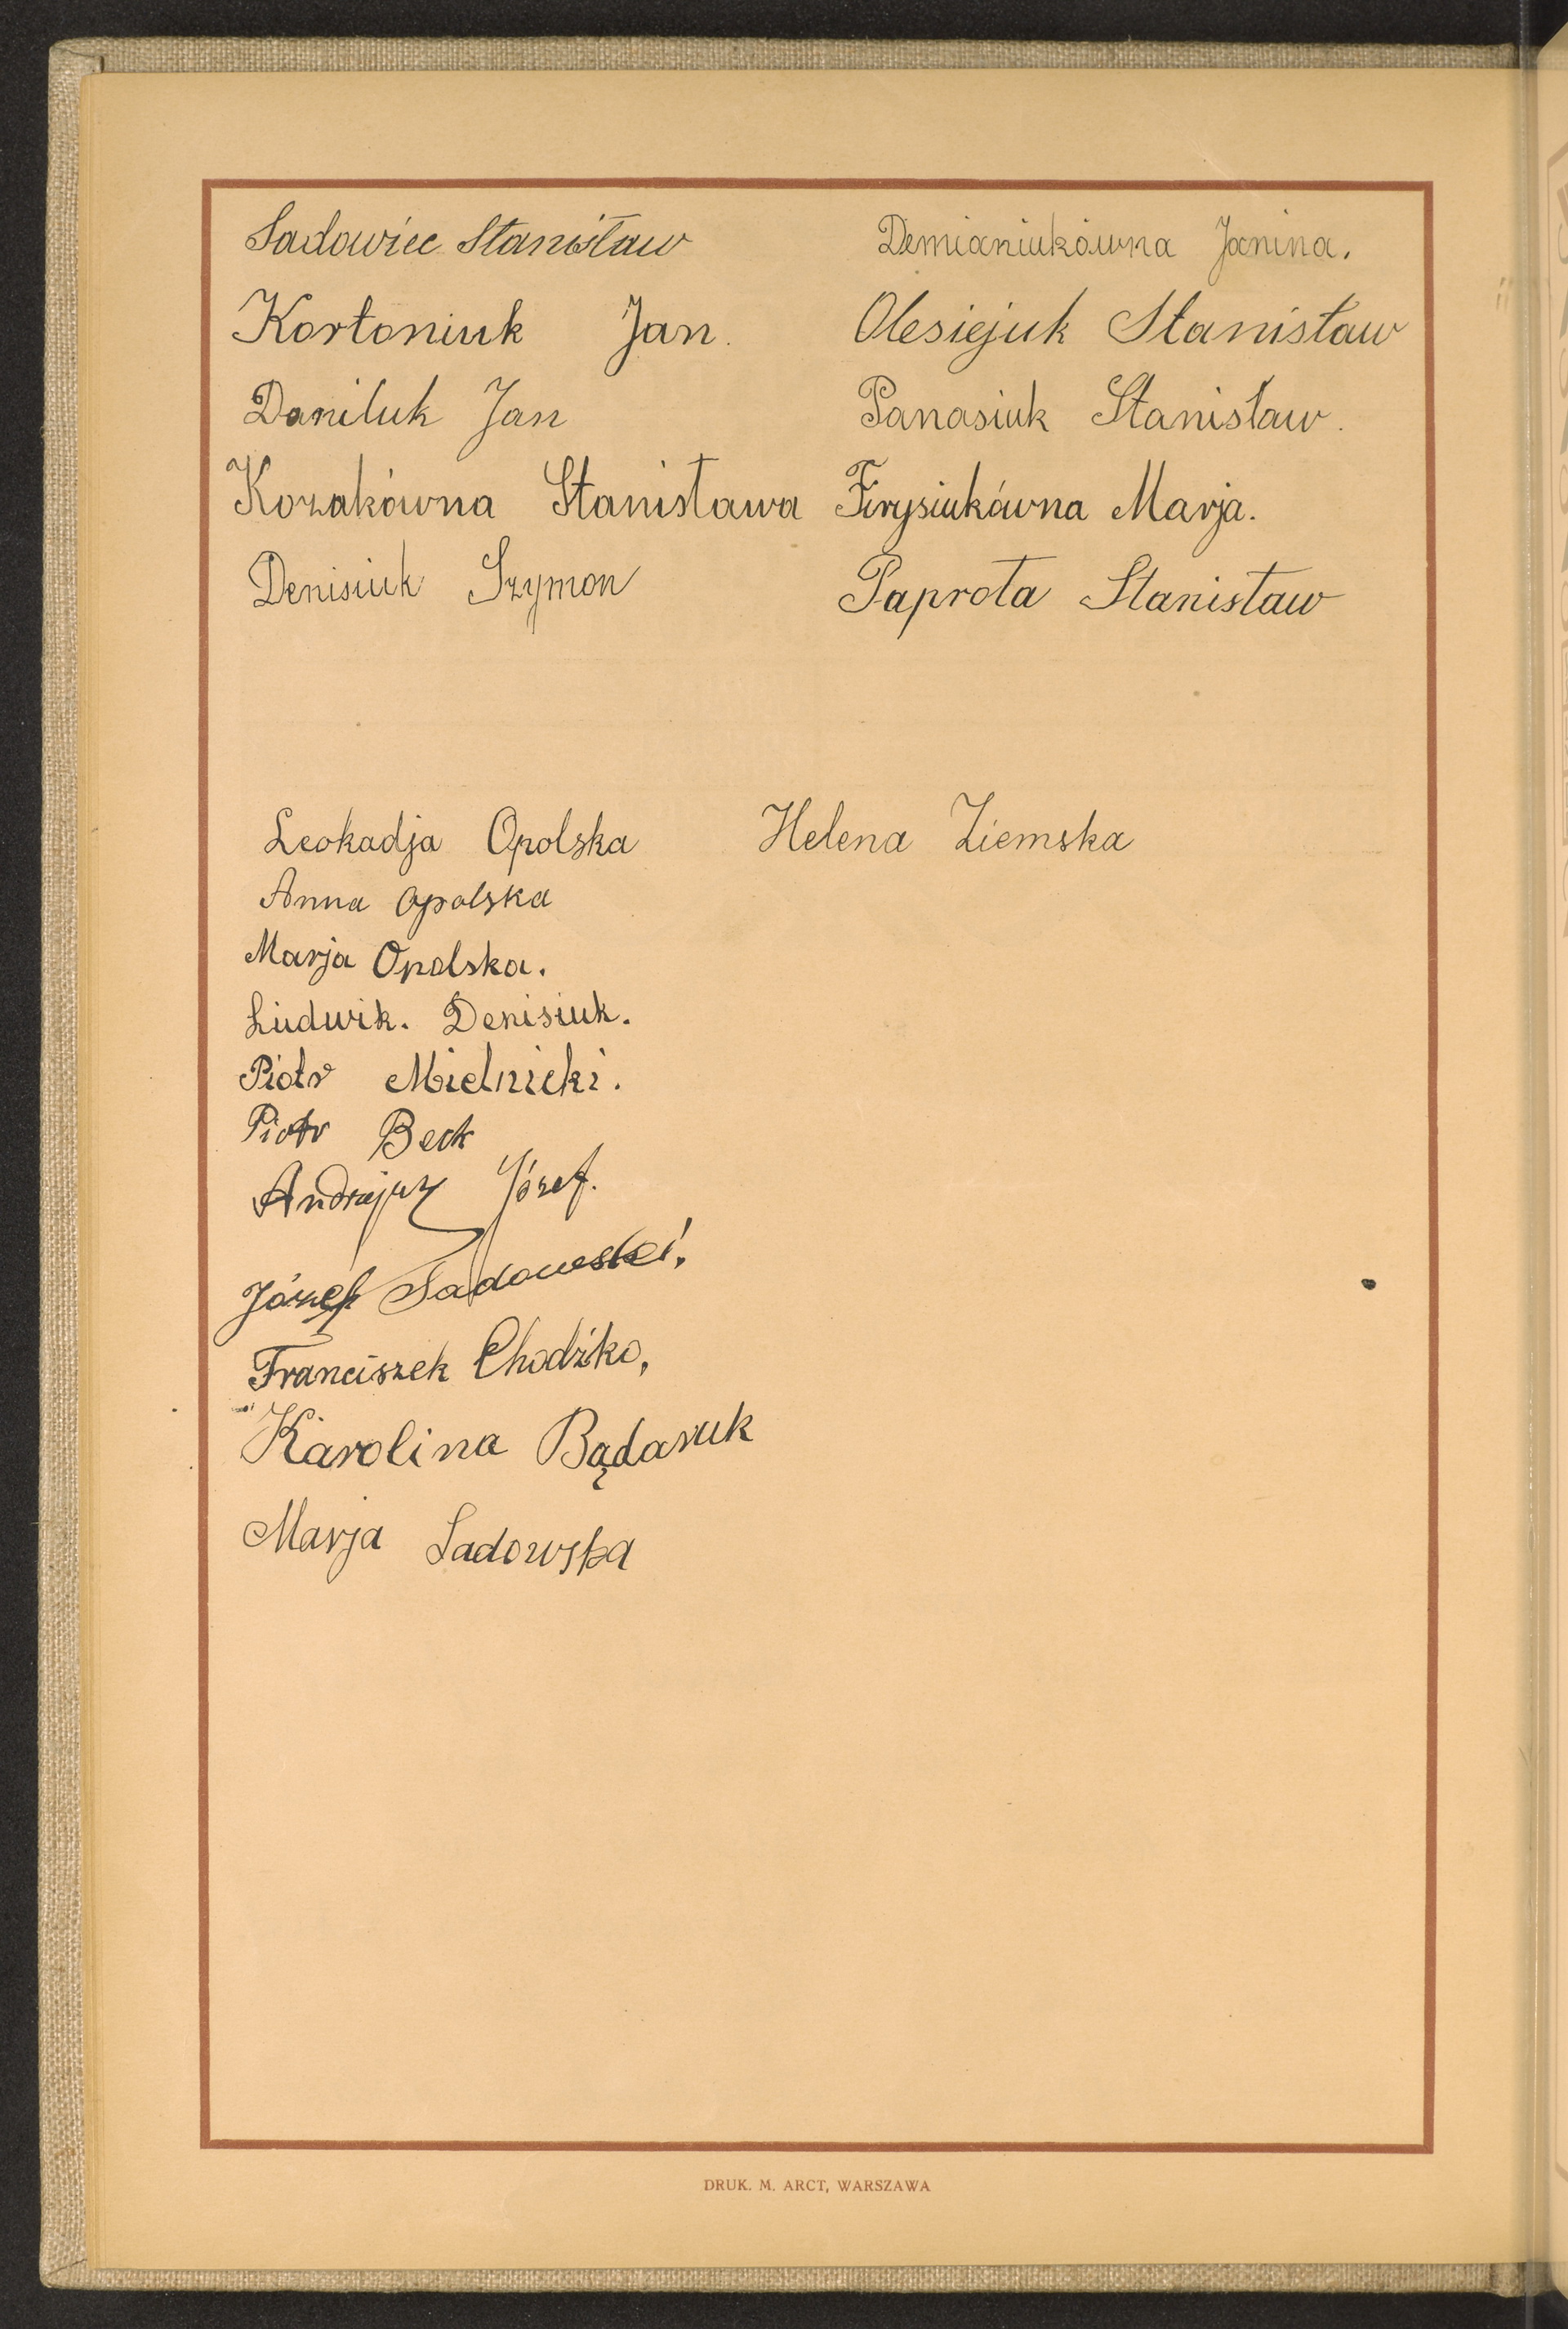 Sadowiec Stanisław
Kortoniuk Jan.
Daniluk Jan
Kozakówna Stanisława
Denisiuk Szymon
Demianiukówna Janina.
Olesiejuk Stanisław
Panasiuk Stanisław.
Firysiukówna Marja.
Paprota Stanisław
Leokadja Opolska
Anna Opolska
Marja Opolska.
Ludwik. Denisiuk.
Piotr Mielnicki.
Piotr Beck
Józef.
Józef Sadowski.
Franciszek Chodźko,
Karolina Bądaruk
Marja Sadowska
Helena Ziemska
DRUK. M. ARCT, WARSZAWA